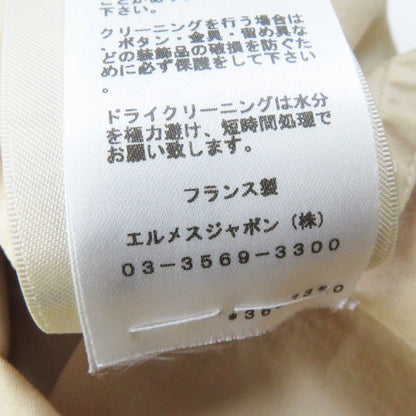 ことがあり
下さい。
クリーニングを行う場合は
、ボタン・金具・留め具な
どの装飾品の破損を防ぐた
めに必ず保護をして下さい
。
ドライクリーニングは水分
を極力避け、短時間処理で
お願い致します。
フランス製
エルメスジャポン（株）
03-3569-3300